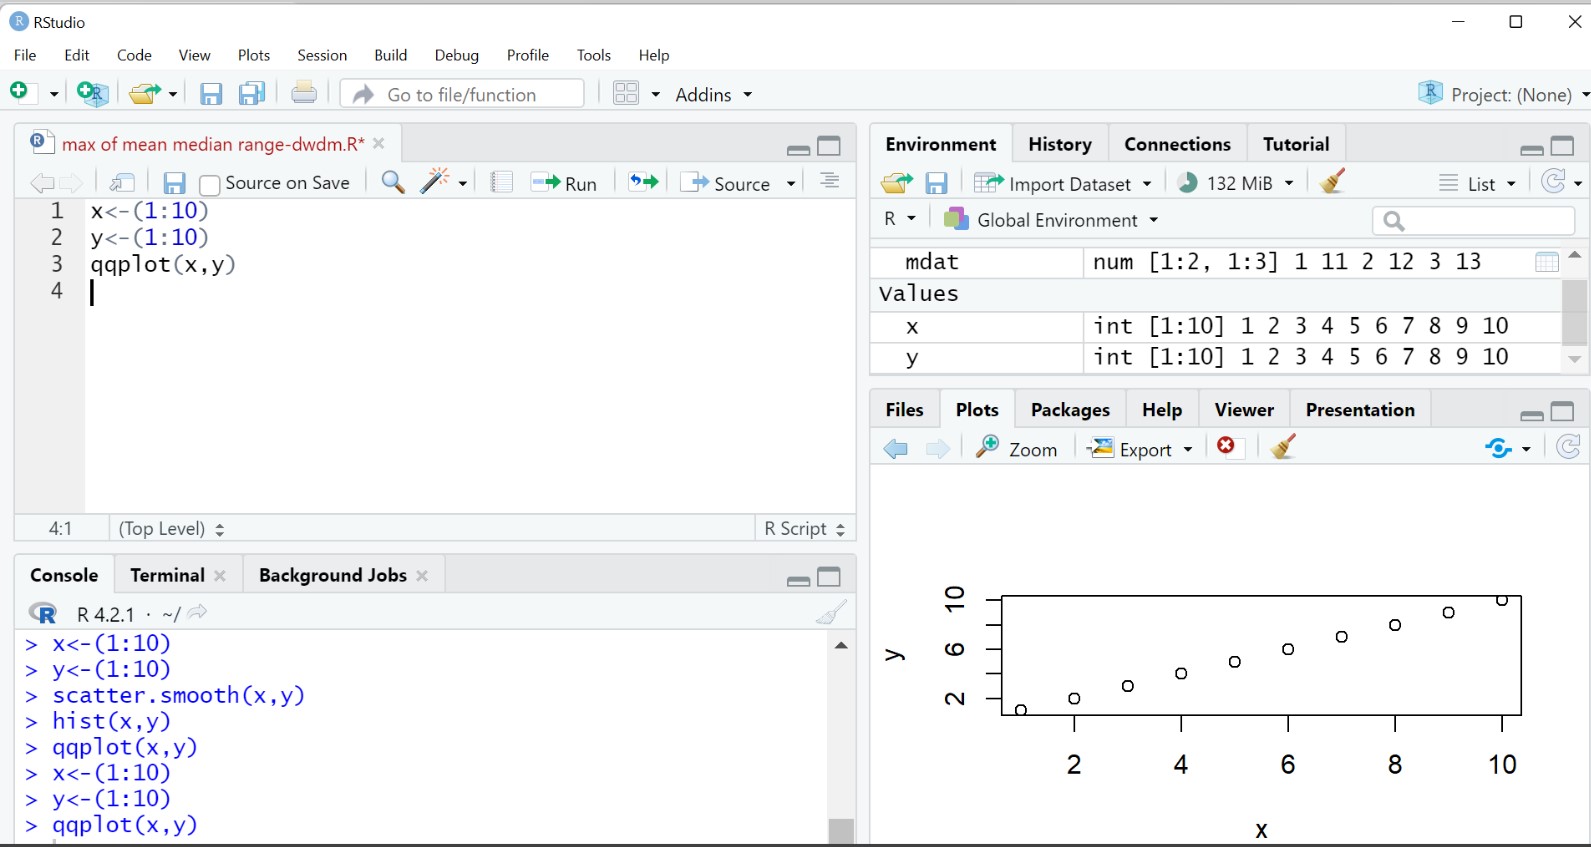 RStudio
File Edit Code View Plots Session Build Debug Profile Tools Help
Go to file/function Addins Project: (None)
max of mean median range-dwdm.R*
Source on Save Run Source
1 x<-(1:10)
2 y<-(1:10)
3 qqplot(x,y)
4
4:1 (Top Level) R Script
Console Terminal Background Jobs
R 4.2.1 · ~/
> x<-(1:10)
> y<-(1:10)
> scatter.smooth(x,y)
> hist(x,y)
> qqplot(x,y)
> x<-(1:10)
> y<-(1:10)
> qqplot(x,y)
Environment History Connections Tutorial
Import Dataset 132 MiB List
R Global Environment
mdat num [1:2, 1:3] 1 11 2 12 3 13
Values
x int [1:10] 1 2 3 4 5 6 7 8 9 10
y int [1:10] 1 2 3 4 5 6 7 8 9 10
Files Plots Packages Help Viewer Presentation
Zoom Export
y
10
6
2
2 4 6 8 10
x